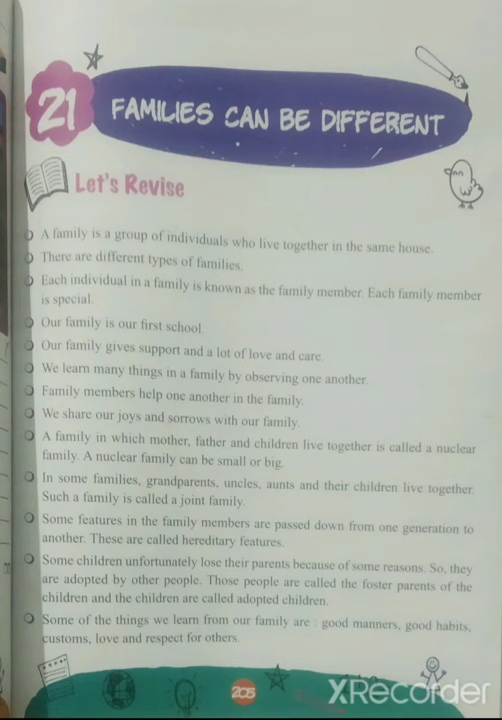 21
FAMILIES CAN BE DIFFERENT
Let's Revise
A family is a group of individuals who live together in the same house.
There are different types of families.
Each individual in a family is known as the family member. Each family member
is special.
Our family is our first school.
Our family gives support and a lot of love and care.
We learn many things in a family by observing one another.
Family members help one another in the family.
We share our joys and sorrows with our family.
A family in which mother, father and children live together is called a nuclear
family. A nuclear family can be small or big.
In some families, grandparents, uncles, aunts and their children live together.
Such a family is called a joint family.
Some features in the family members are passed down from one generation to
another. These are called hereditary features.
Some children unfortunately lose their parents because of some reasons. So, they
are adopted by other people. Those people are called the foster parents of the
children and the children are called adopted children.
Some of the things we learn from our family are : good manners, good habits,
customs, love and respect for others.
205
XRecorder